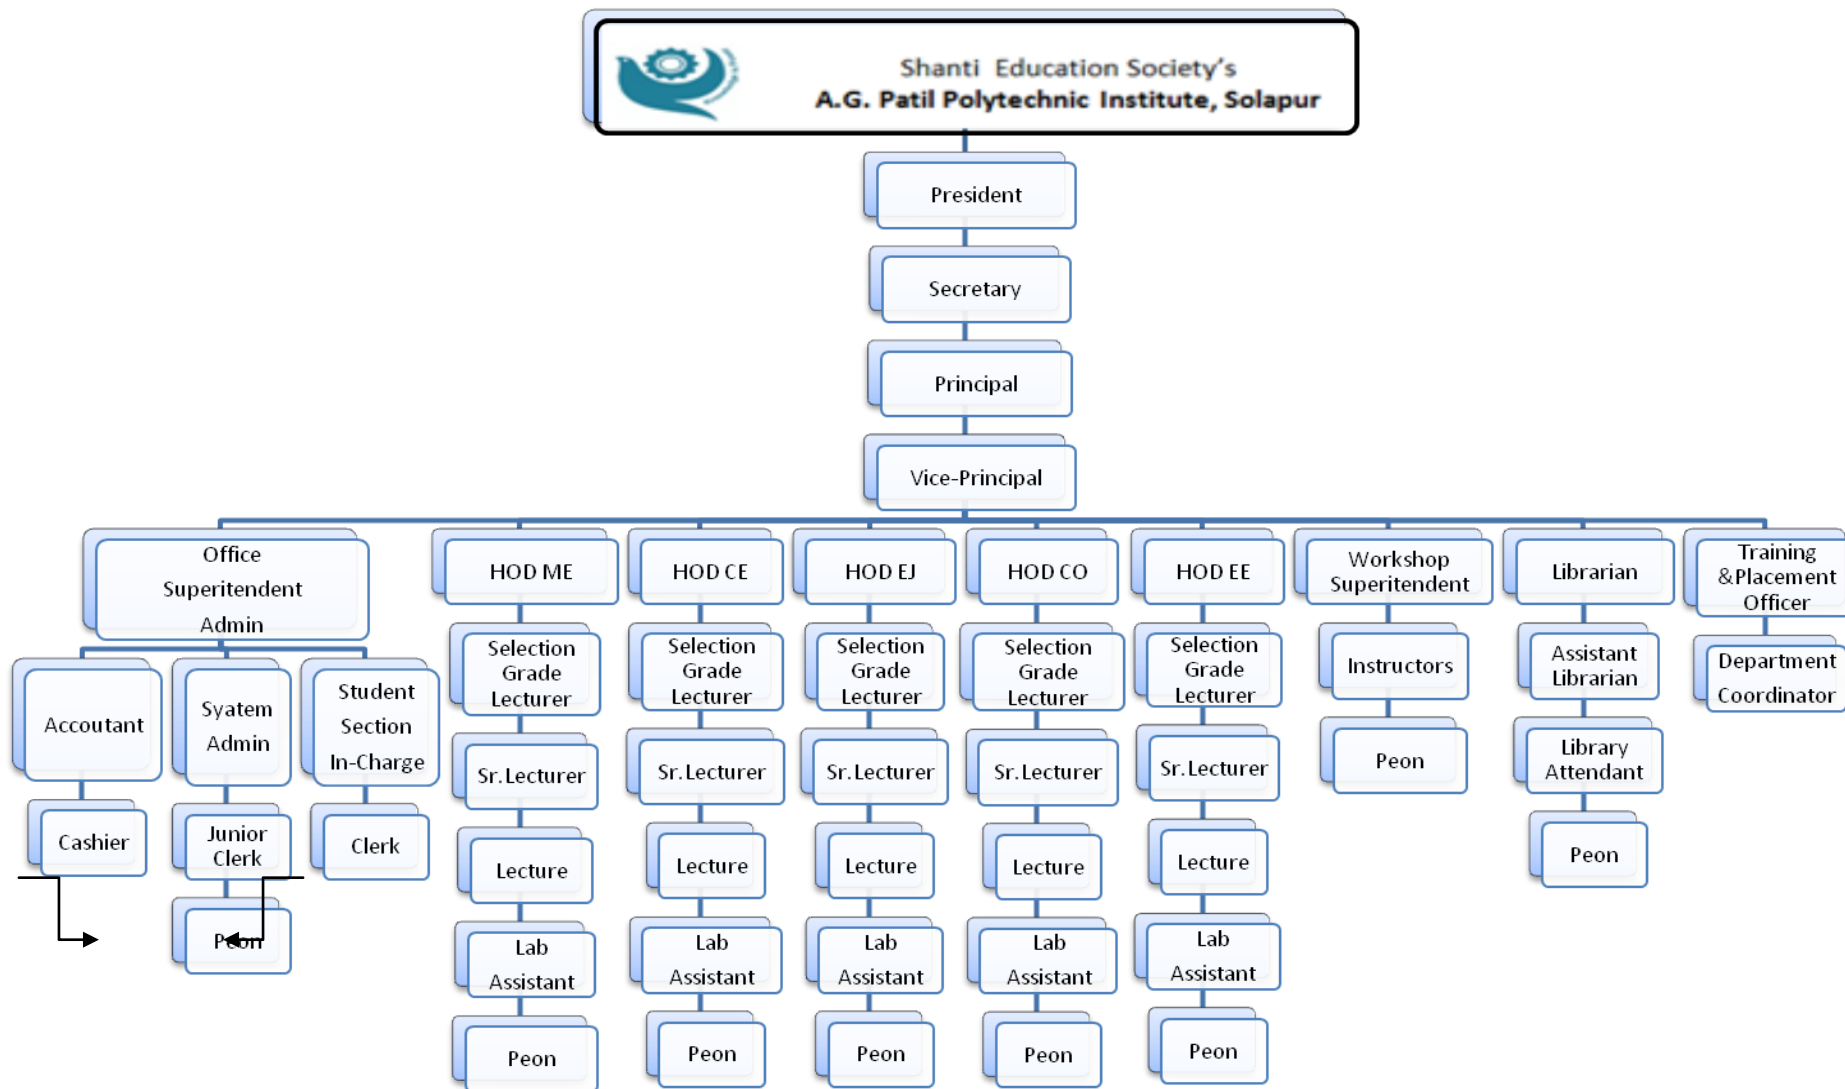 Shanti Education Society's
A.G. Patil Polytechnic Institute, Solapur
President
Secretary
Principal
Vice-Principal
Office
Superitendent
Admin
HOD ME
HOD CE
HOD EJ
HOD CO
HOD EE
Workshop
Superitendent
Librarian
Training
&Placement
Officer
Accoutant
Syatem
Admin
Student
Section
In-Charge
Selection
Grade
Lecturer
Selection
Grade
Lecturer
Selection
Grade
Lecturer
Selection
Grade
Lecturer
Selection
Grade
Lecturer
Instructors
Assistant
Librarian
Department
Coordinator
Cashier
Junior
Clerk
Clerk
Sr.Lecturer
Sr.Lecturer
Sr.Lecturer
Sr.Lecturer
Sr.Lecturer
Peon
Library
Attendant
Peon
Lecture
Lecture
Lecture
Lecture
Lecture
Peon
Lab
Assistant
Lab
Assistant
Lab
Assistant
Lab
Assistant
Lab
Assistant
Peon
Peon
Peon
Peon
Peon